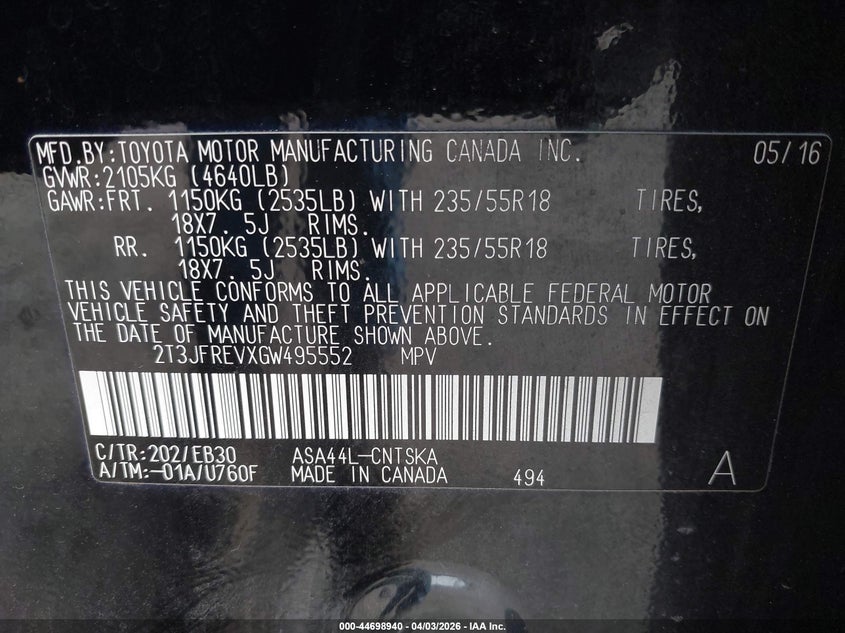 MFD.BY:TOYOTA MOTOR MANUFACTURING CANADA INC. 05/16
GVWR:2105KG (4640LB)
GAWR:FRT. 1150KG (2535LB) WITH 235/55R18 TIRES,
18X7.5J RIMS.
RR. 1150KG (2535LB) WITH 235/55R18 TIRES,
18X7.5J RIMS.
THIS VEHICLE CONFORMS TO ALL APPLICABLE FEDERAL MOTOR
VEHICLE SAFETY AND THEFT PREVENTION STANDARDS IN EFFECT ON
THE DATE OF MANUFACTURE SHOWN ABOVE.
2T3JFREVXGW495552 MPV
C/TR:202/EB30 ASA44L-CNTSKA
A/TM:-01A/U760F MADE IN CANADA 494 A
000-44698940 - 04/03/2026 - IAA Inc.